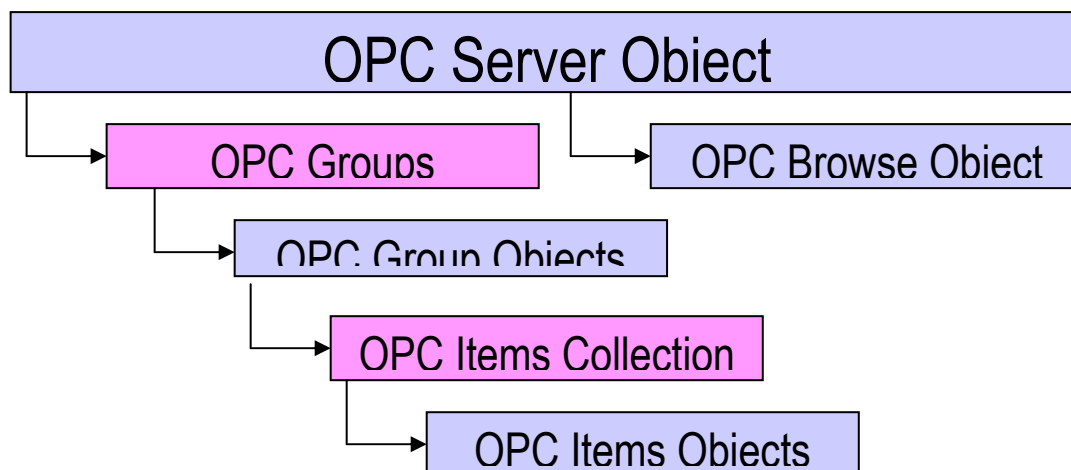 OPC Server Object
OPC Groups
OPC Browse Object
OPC Group Objects
OPC Items Collection
OPC Items Objects